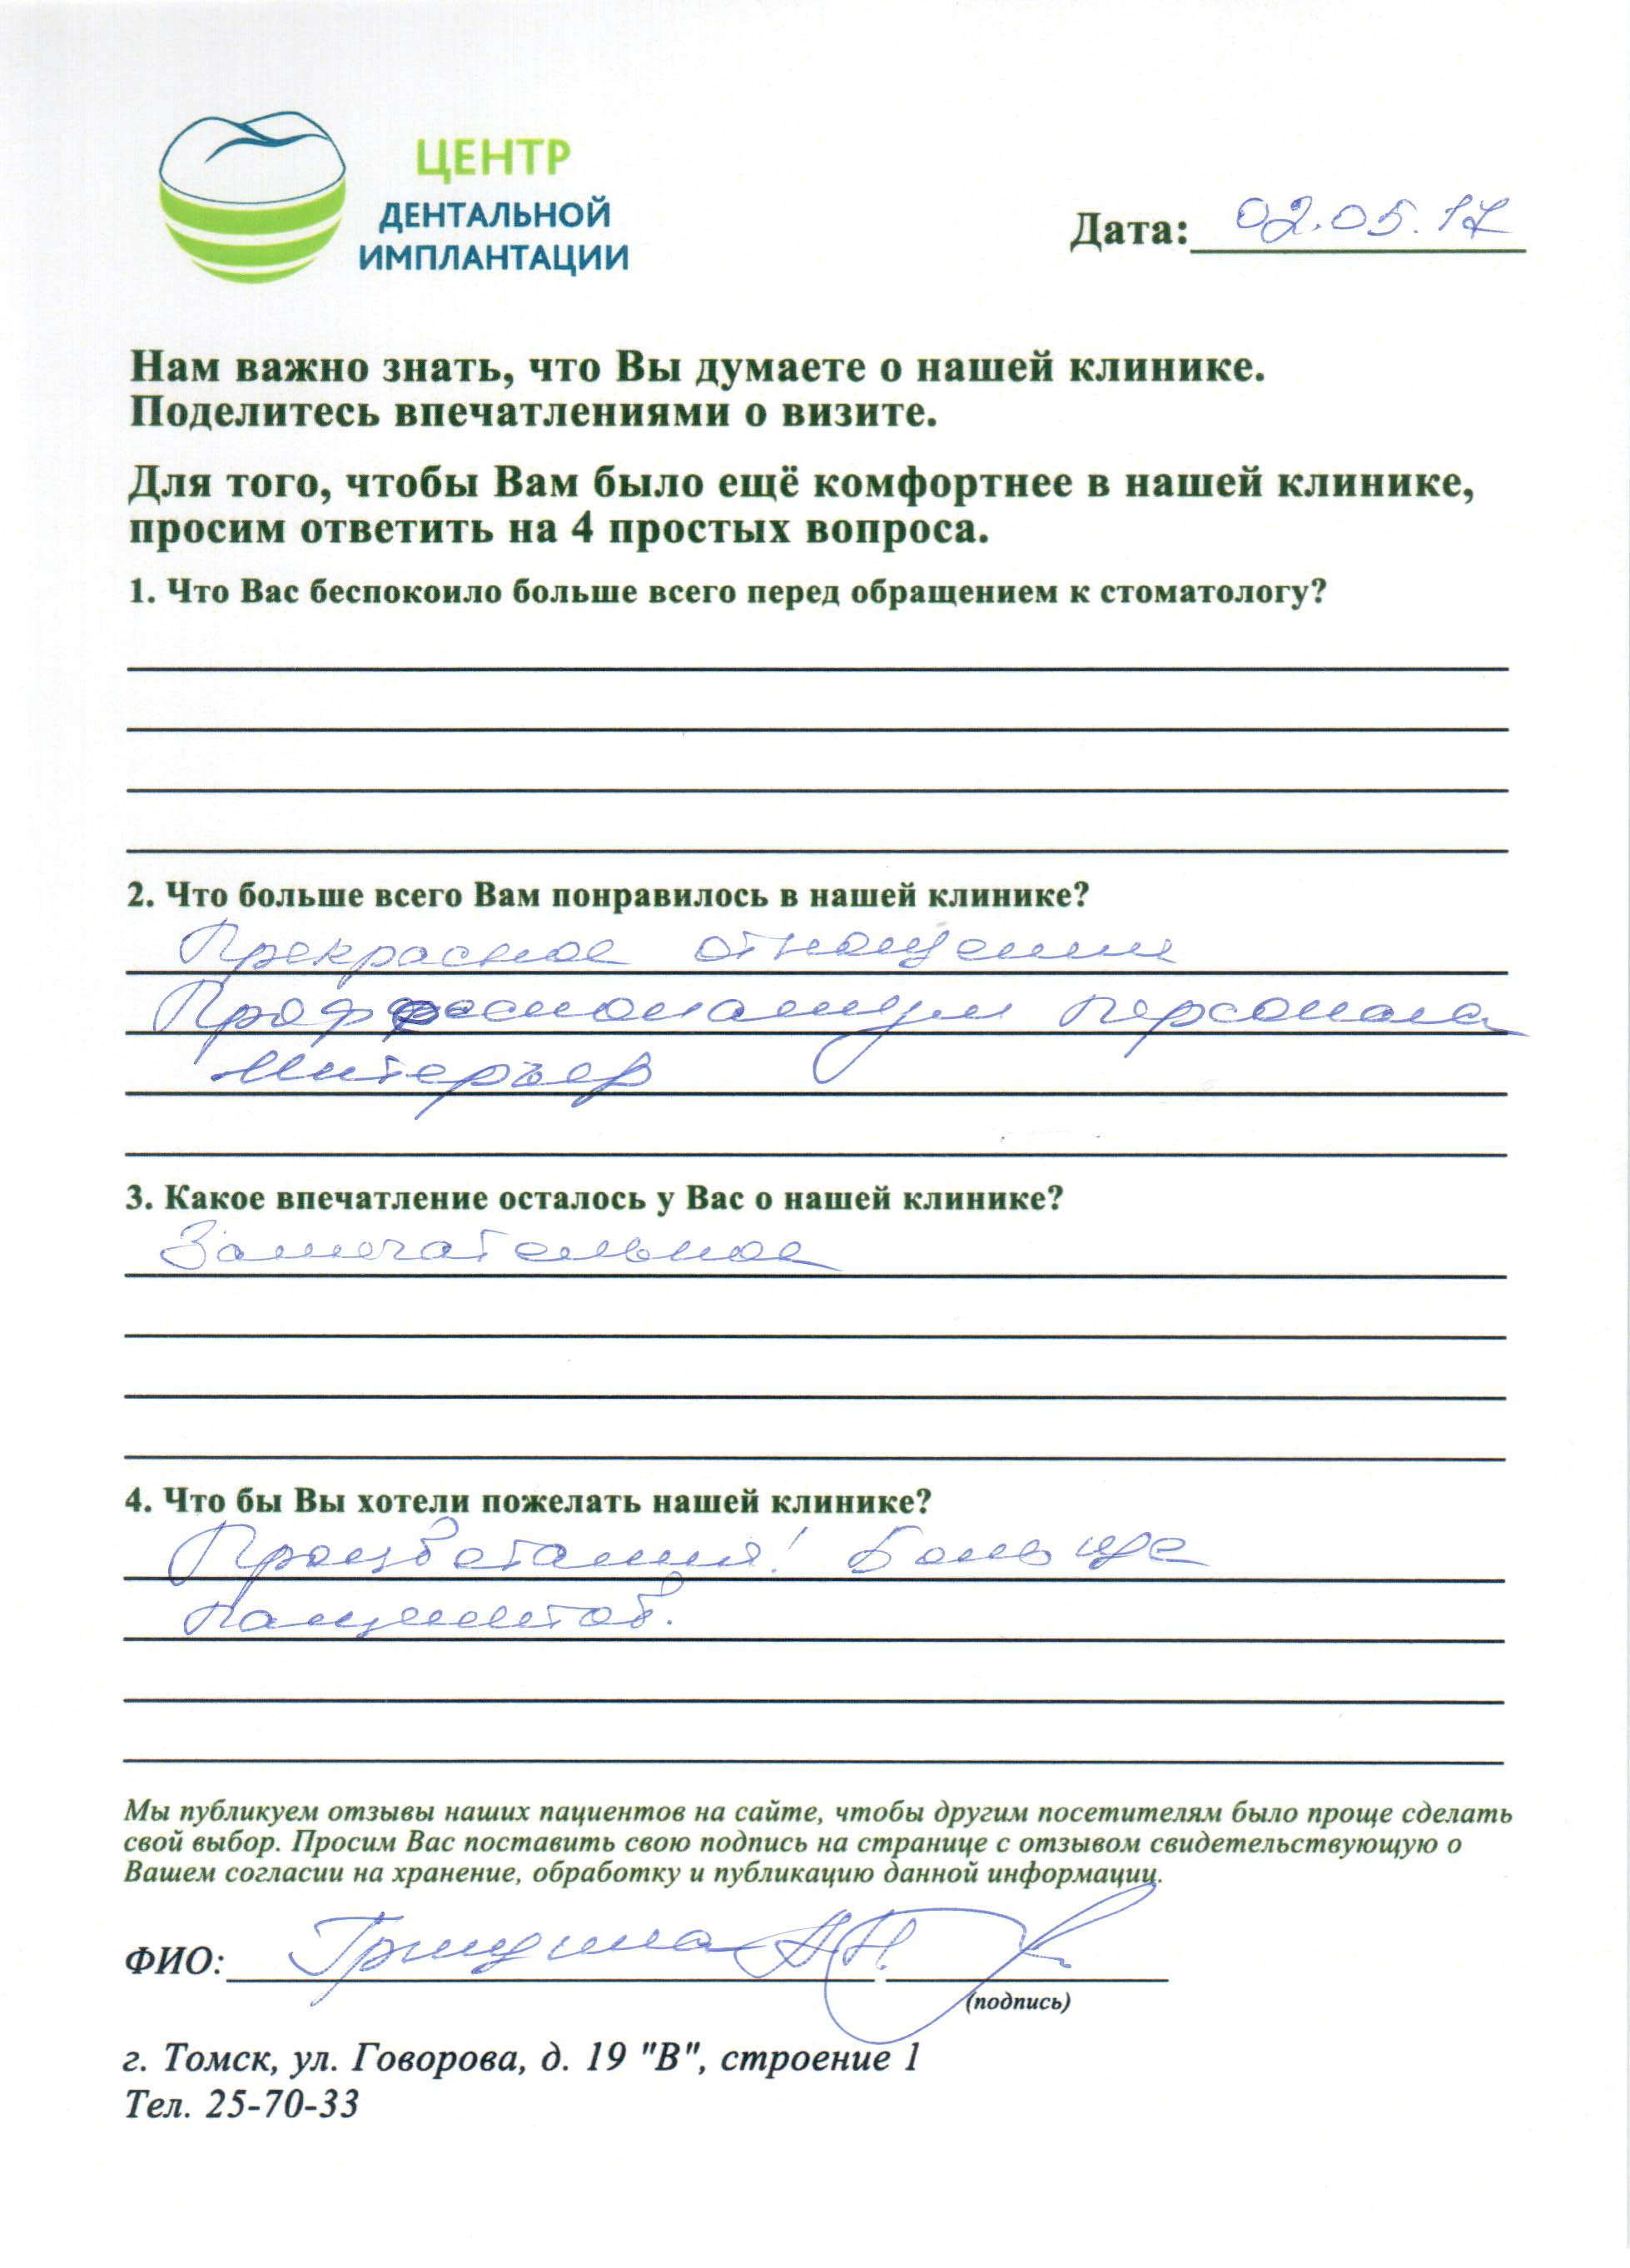 ЦЕНТР
ДЕНТАЛЬНОЙ
ИМПЛАНТАЦИИ
Дата: 02.05.17
Нам важно знать, что Вы думаете о нашей клинике.
Поделитесь впечатлениями о визите.
Для того, чтобы Вам было ещё комфортнее в нашей клинике,
просим ответить на 4 простых вопроса.
1. Что Вас беспокоило больше всего перед обращением к стоматологу?
2. Что больше всего Вам понравилось в нашей клинике?
Прекрасное отношение
Профессионализм персонала
Интерьер
3. Какое впечатление осталось у Вас о нашей клинике?
Замечательное
4. Что бы Вы хотели пожелать нашей клинике?
Процветания! Больше
пациентов.
Мы публикуем отзывы наших пациентов на сайте, чтобы другим посетителям было проще сделать
свой выбор. Просим Вас поставить свою подпись на странице с отзывом свидетельствующую о
Вашем согласии на хранение, обработку и публикацию данной информации.
ФИО: А.Н.
(подпись)
г. Томск, ул. Говорова, д. 19 "В", строение 1
Тел. 25-70-33